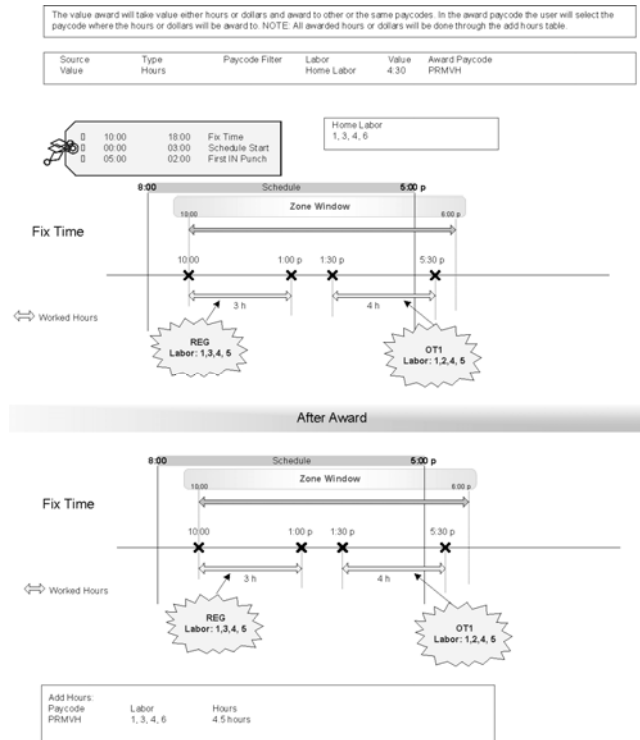 The value award will take value either hours or dollars and award to other or the same paycodes. In the award paycode the user will select the
paycode where the hours or dollars will be award to. NOTE: All awarded hours or dollars will be done through the add hours table.
Source Type Paycode Filter Labor Value Award Paycode
Value Hours Home Labor 4:30 PRMVH
10:00 18:00 Fix Time
00:00 03:00 Schedule Start
05:00 02:00 First IN Punch
Home Labor
1, 3, 4, 6
8:00 Schedule 5:00 p
Zone Window
10:00 6:00 p
Fix Time
10:00 1:00 p 1:30 p 5:30 p
3 h 4 h
Worked Hours
REG
Labor: 1,3,4, 5
OT1
Labor: 1,2,4, 5
After Award
8:00 Schedule 5:00 p
Zone Window
10:00 6:00 p
Fix Time
10:00 1:00 p 1:30 p 5:30 p
3 h 4 h
Worked Hours
REG
Labor: 1,3,4, 5
OT1
Labor: 1,2,4, 5
Add Hours:
Paycode Labor Hours
PRMVH 1, 3, 4, 6 4.5 hours